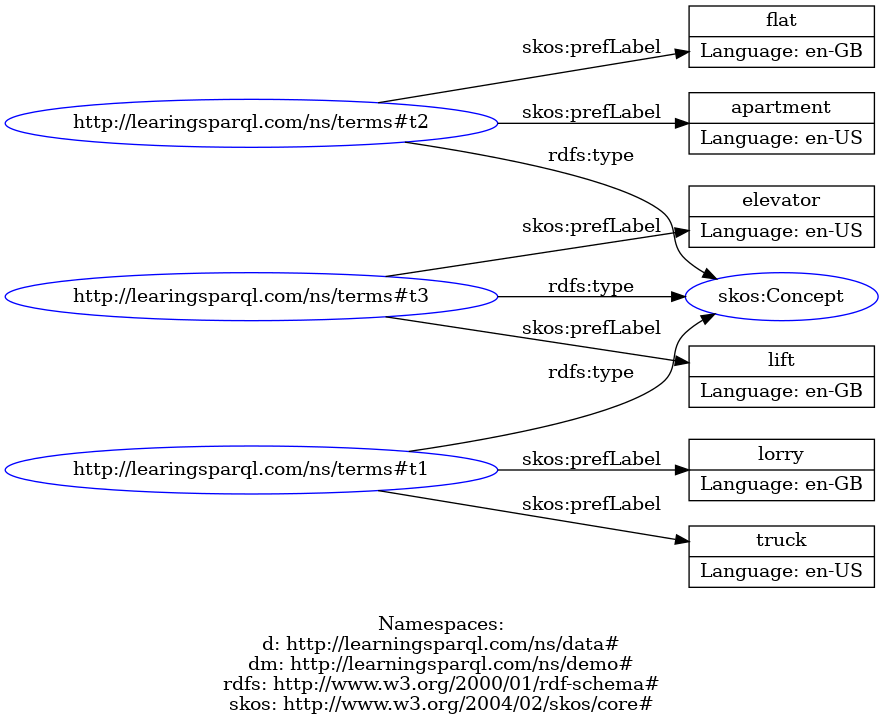 flat
skos:prefLabel
Language: en-GB
http://learingsparql.com/ns/terms#t2
skos:prefLabel
apartment
Language: en-US
rdfs:type
elevator
skos:prefLabel
Language: en-US
http://learingsparql.com/ns/terms#t3
rdfs:type
skos:Concept
skos:prefLabel
lift
rdfs:type
Language: en-GB
http://learingsparql.com/ns/terms#t1
skos:prefLabel
lorry
Language: en-GB
skos:prefLabel
truck
Language: en-US
Namespaces:
d: http://learningsparql.com/ns/data#
dm: http://learningsparql.com/ns/demo#
rdfs: http://www.w3.org/2000/01/rdf-schema#
skos: http://www.w3.org/2004/02/skos/core#